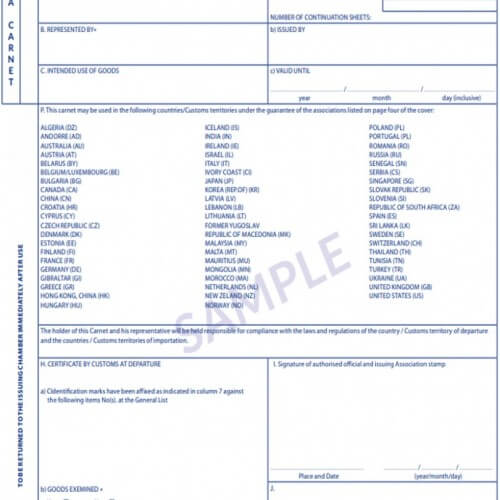 A
CARNET
NUMBER OF CONTINUATION SHEETS:
B. REPRESENTED BY*
b) ISSUED BY
C. INTENDED USE OF GOODS
c) VALID UNTIL
/ /
year month day (inclusive)
P. This carnet may be used in the following countries/Customs territories under the guarantee of the associations listed on page four of the cover:
ALGERIA (DZ)
ANDORRE (AD)
AUSTRALIA (AU)
AUSTRIA (AT)
BELARUS (BY)
BELGIUM/LUXEMBOURG (BE)
BULGARIA (BG)
CANADA (CA)
CHINA (CN)
CROATIA (HR)
CYPRUS (CY)
CZECH REPUBLIC (CZ)
DENMARK (DK)
ESTONIA (EE)
FINLAND (FI)
FRANCE (FR)
GERMANY (DE)
GIBRALTAR (GI)
GREECE (GR)
HONG KONG, CHINA (HK)
HUNGARY (HU)
ICELAND (IS)
INDIA (IN)
IRELAND (IE)
ISRAEL (IL)
ITALY (IT)
IVORY COAST (CI)
JAPAN (JP)
KOREA (REP.OF) (KR)
LATVIA (LV)
LEBANON (LB)
LITHUANIA (LT)
FORMER YUGOSLAV
REPUBLIC OF MACEDONIA (MK)
MALAYSIA (MY)
MALTA (MT)
MAURITIUS (MU)
MONGOLIA (MN)
MOROCCO (MA)
NETHERLANDS (NL)
NEW ZELAND (NZ)
NORWAY (NO)
POLAND (PL)
PORTUGAL (PL)
ROMANIA (RO)
RUSSIA (RU)
SENEGAL (SN)
SERBIA (CS)
SINGAPORE (SG)
SLOVAK REPUBLIC (SK)
SLOVENIA (SI)
REPUBLIC OF SOUTH AFRICA (ZA)
SPAIN (ES)
SRI LANKA (LK)
SWEDEN (SE)
SWITZERLAND (CH)
THAILAND (TH)
TUNISIA (TN)
TURKEY (TR)
UKRAINE (UA)
UNITED KINGDOM (GB)
UNITED STATES (US)
SAMPLE
The holder of this Carnet and his representative will be held responsible for compliance with the laws and regulations of the country / Customs territory of departure
and the countries / Customs territories of importation.
H. CERTIFICATE BY CUSTOMS AT DEPARTURE
I. Signature of authorised official and issuing Association stamp
a) Cidentification marks have been affixed as indicated in column 7 against
the following items No(s). at the General List
/ /
Place and Date (year/month/day)
b) GOODS EXEMINED *
J.
TO BE RETURNED TO THE ISSUING CHAMBER IMMEDIATELY AFTER USE